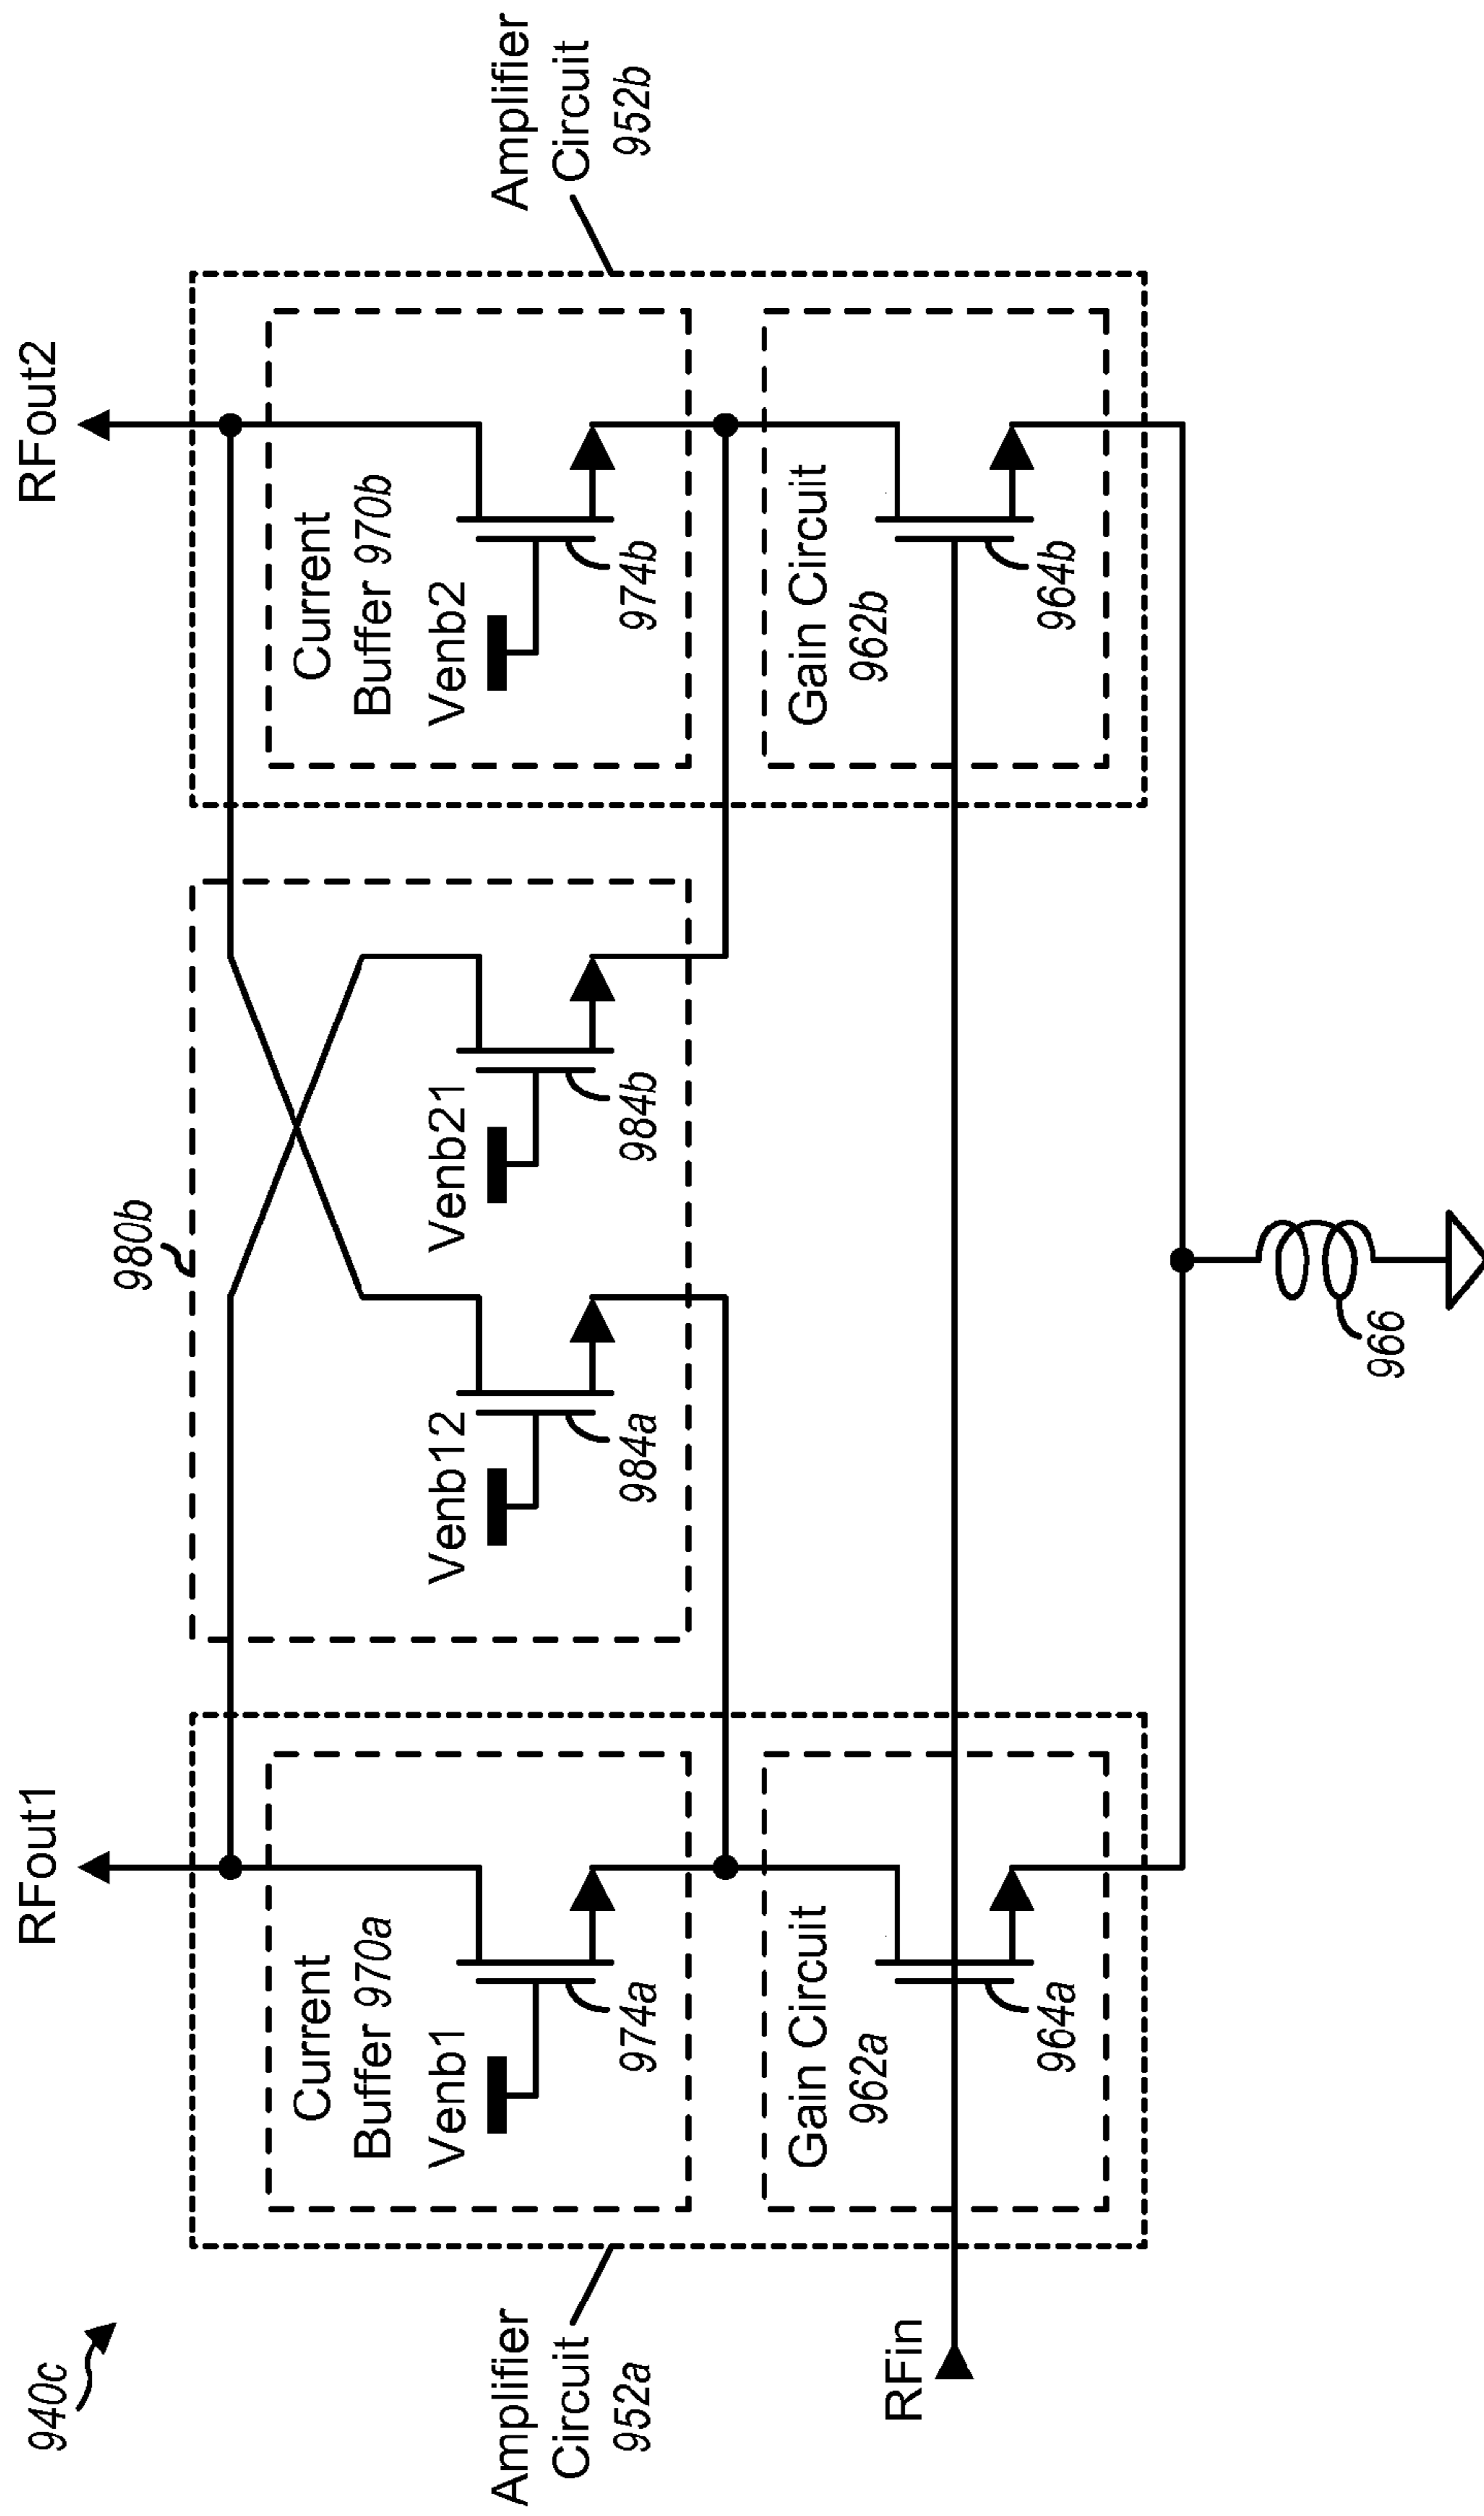 940c
RFout1
RFout2
980b
Amplifier
Circuit
952a
Current
Buffer 970a
Venb1
974a
Gain Circuit
962a
964a
Venb12
984a
Venb21
984b
Current
Buffer 970b
Venb2
974b
Gain Circuit
962b
964b
Amplifier
Circuit
952b
RFin
966